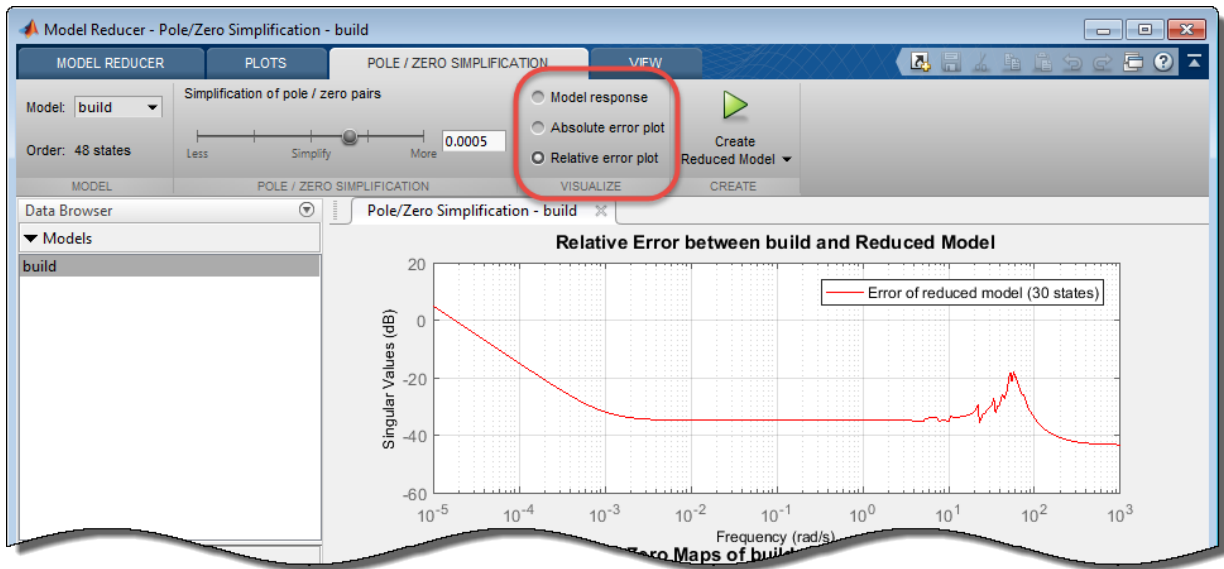 Model Reducer - Pole/Zero Simplification - build
MODEL REDUCER
PLOTS
POLE / ZERO SIMPLIFICATION
VIEW
Model: build
Order: 48 states
MODEL
Simplification of pole / zero pairs
Less
Simplify
More
0.0005
POLE / ZERO SIMPLIFICATION
Model response
Absolute error plot
Relative error plot
VISUALIZE
Create
Reduced Model
CREATE
Data Browser
Models
build
Pole/Zero Simplification - build
Relative Error between build and Reduced Model
Error of reduced model (30 states)
Singular Values (dB)
20
0
-20
-40
-60
10^-5 10^-4 10^-3 10^-2 10^-1 10^0 10^1 10^2 10^3
Frequency (rad/s)
Maps of build